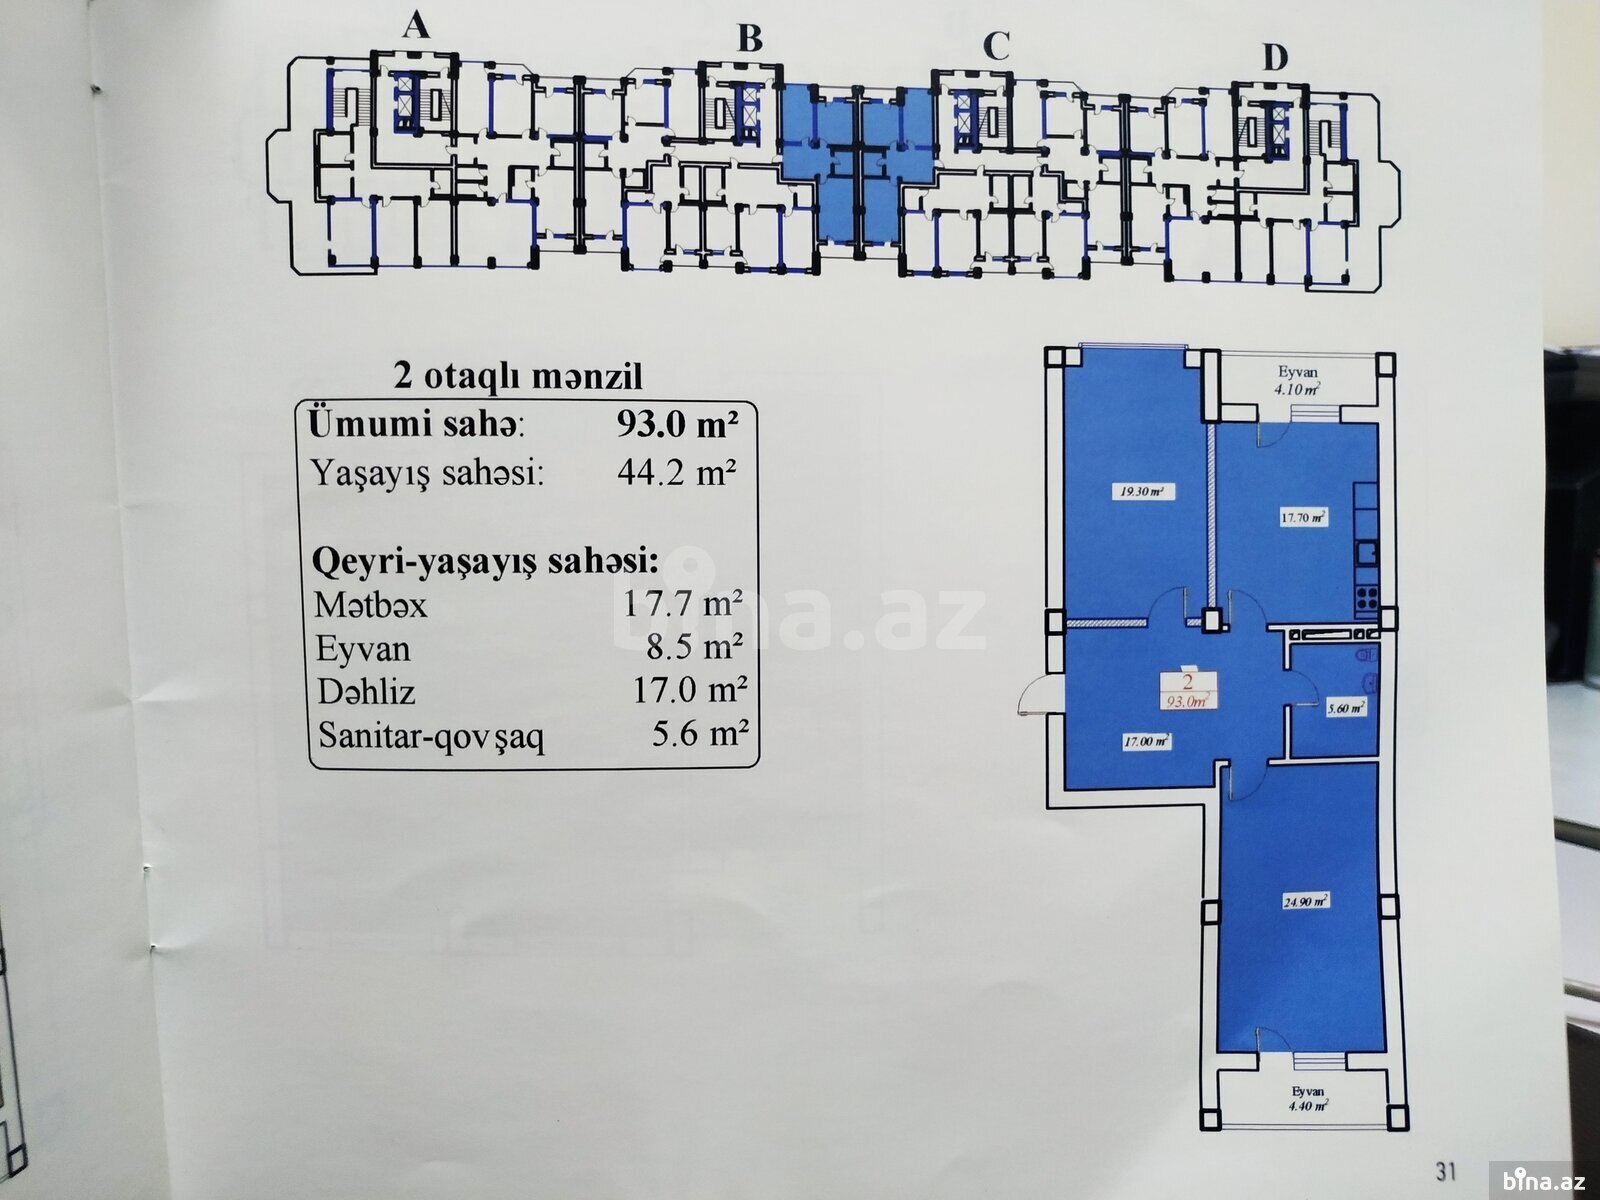 A
B
C
D
2 otaqlı mənzil
Ümumi sahə: 93.0 m²
Yaşayış sahəsi: 44.2 m²
Qeyri-yaşayış sahəsi:
Mətbəx 17.7 m²
Eyvan 8.5 m²
Dəhliz 17.0 m²
Sanitar-qovşaq 5.6 m²
Eyvan
4.10 m²
19.30 m²
17.70 m²
2
93.0m²
5.60 m²
17.00 m²
24.90 m²
Eyvan
4.40 m²
bina.az
31
bina.az